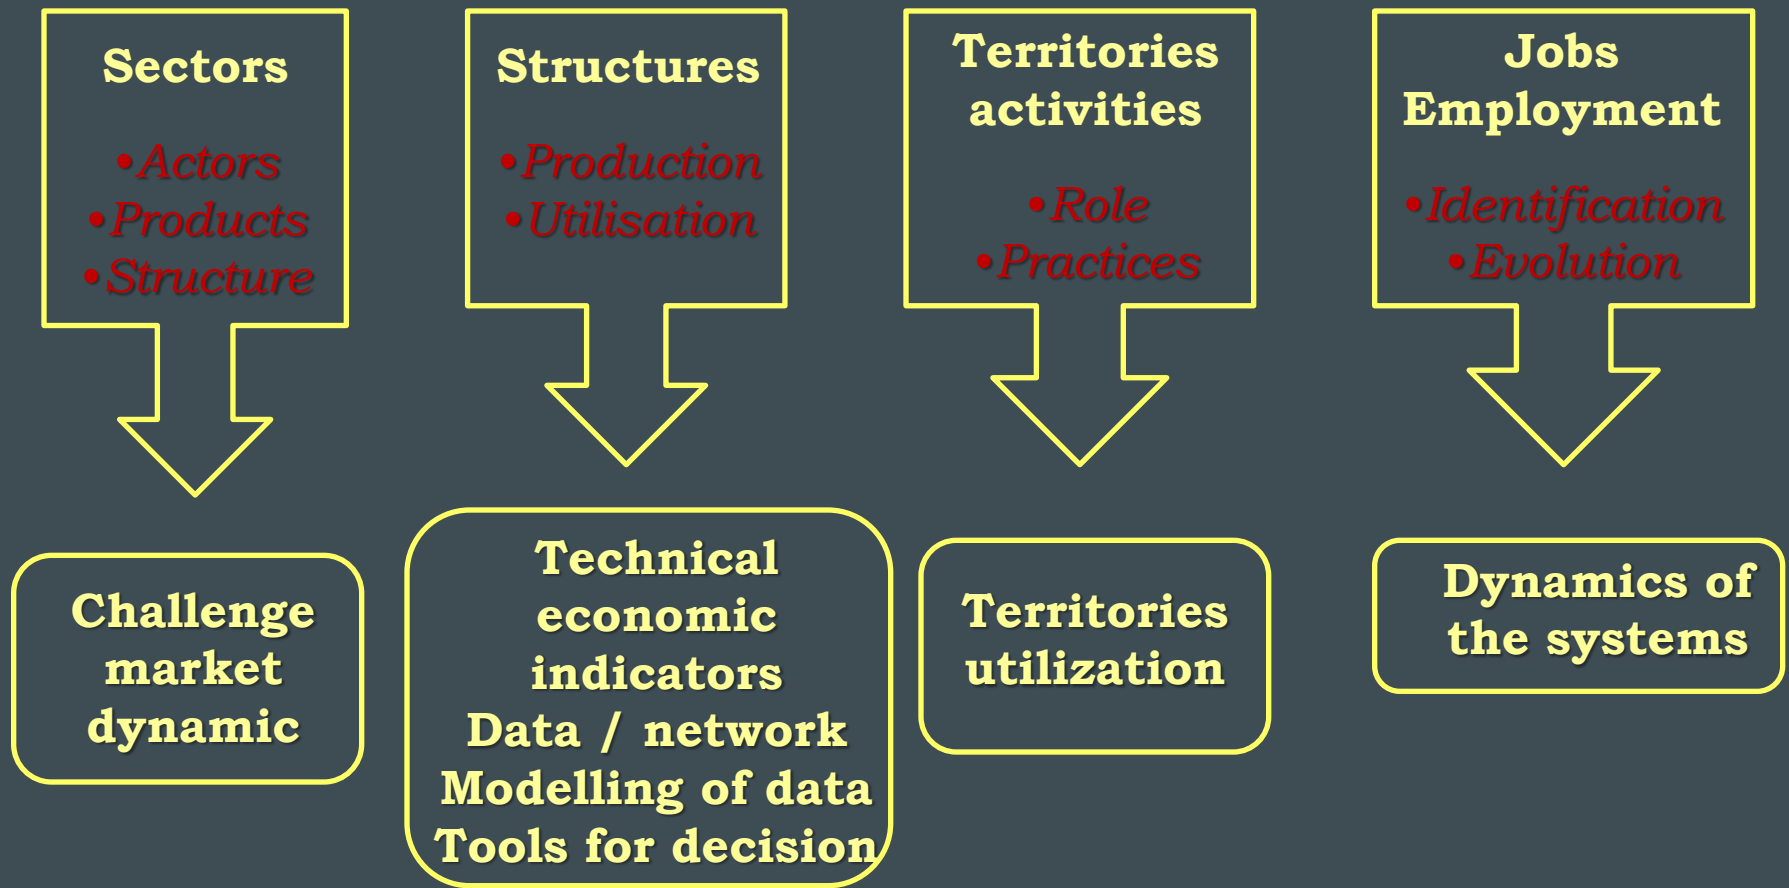 Sectors
•Actors
•Products
•Structure
Structures
•Production
•Utilisation
Territories
activities
•Role
•Practices
Jobs
Employment
•Identification
•Evolution
Challenge
market
dynamic
Technical
economic
indicators
Data / network
Modelling of data
Tools for decision
Territories
utilization
Dynamics of
the systems